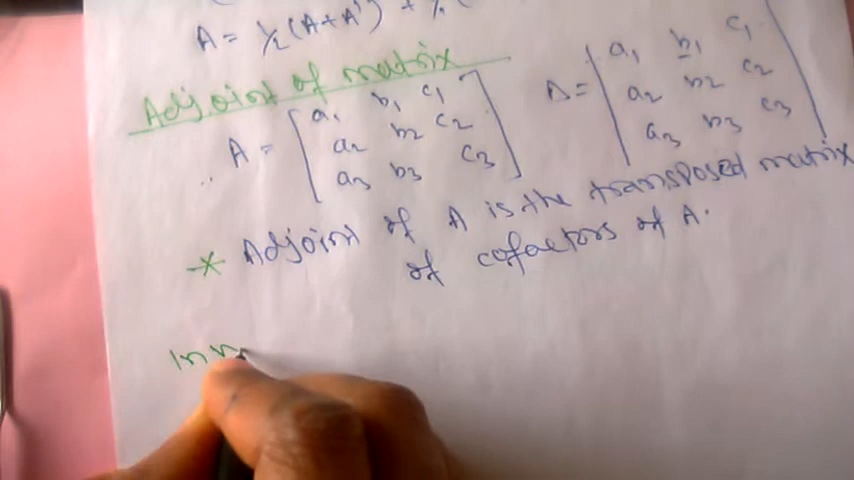 A = 1/2 (A+A') + 1/2 (
Adjoint of matrix
A = [ a1 b1 c1 Δ = | a1 b1 c1 |
a2 b2 c2 a2 b2 c2
a3 b3 c3 ] a3 b3 c3
* Adjoint of A is the transposed matrix
of cofactors of A.
Inv